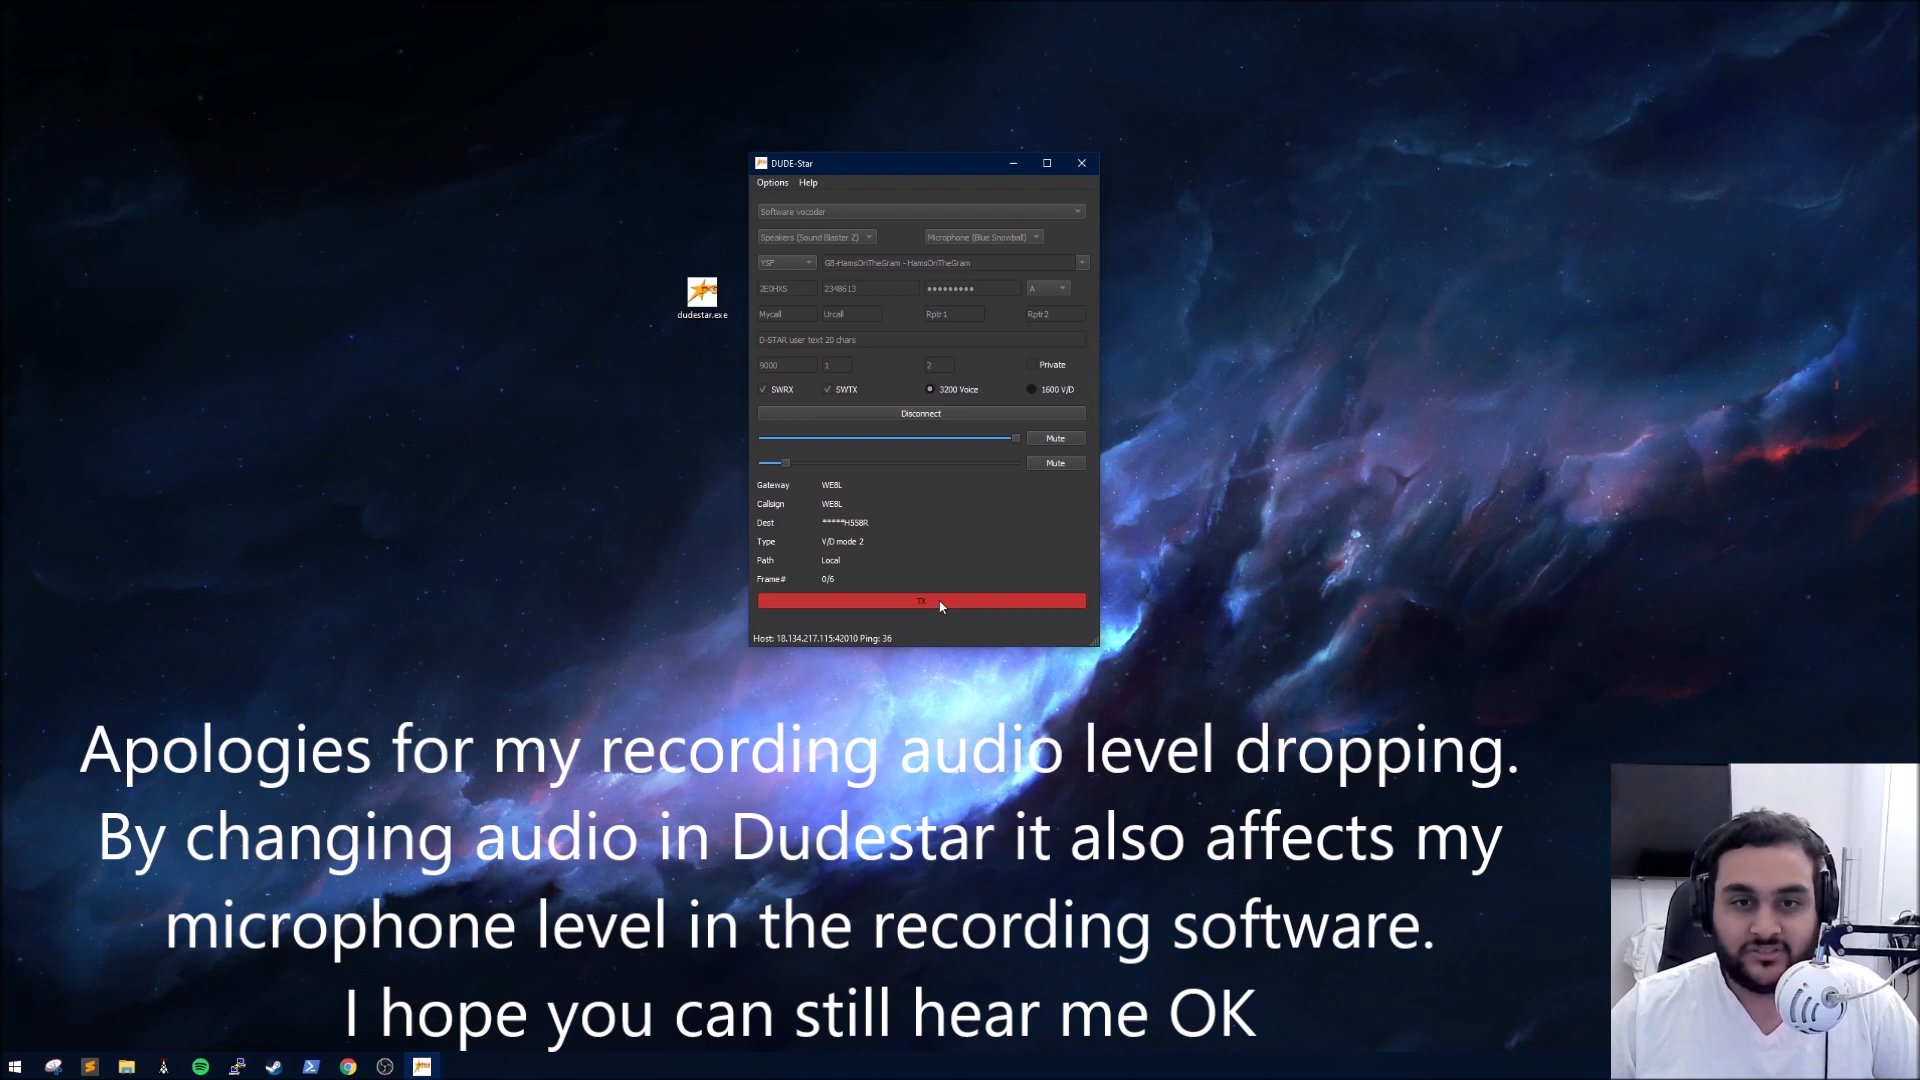 DUDE-Star
Options Help
Software vocoder
Speakers (Sound Blaster Z) Microphone (Blue Snowball)
YSF GB-HamsOnTheGram - HamsOnTheGram
2E0HXS 2348613 ●●●●●●●●● A
Mycall Urcall Rptr1 Rptr2
D-STAR user text 20 chars
9000 1 2 Private
SWRX SWTX 3200 Voice 1600 V/D
Disconnect
Mute
Mute
Gateway WE8L
Callsign WE8L
Dest *****H558R
Type V/D mode 2
Path Local
Frame# 0/6
TX
Host: 18.134.217.115:42010 Ping: 36
dudestar.exe
Apologies for my recording audio level dropping.
By changing audio in Dudestar it also affects my
microphone level in the recording software.
I hope you can still hear me OK